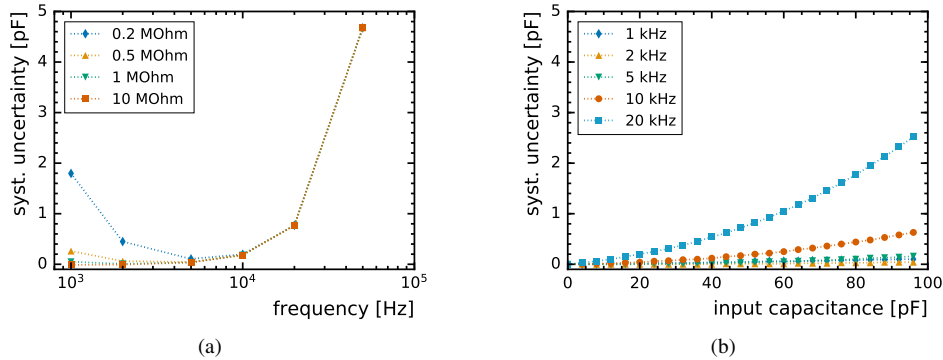 syst. uncertainty [pF]
5
4
3
2
1
0
0.2 MOhm
0.5 MOhm
1 MOhm
10 MOhm
10³ 10⁴ 10⁵
frequency [Hz]
(a)
syst. uncertainty [pF]
5
4
3
2
1
0
1 kHz
2 kHz
5 kHz
10 kHz
20 kHz
0 20 40 60 80 100
input capacitance [pF]
(b)